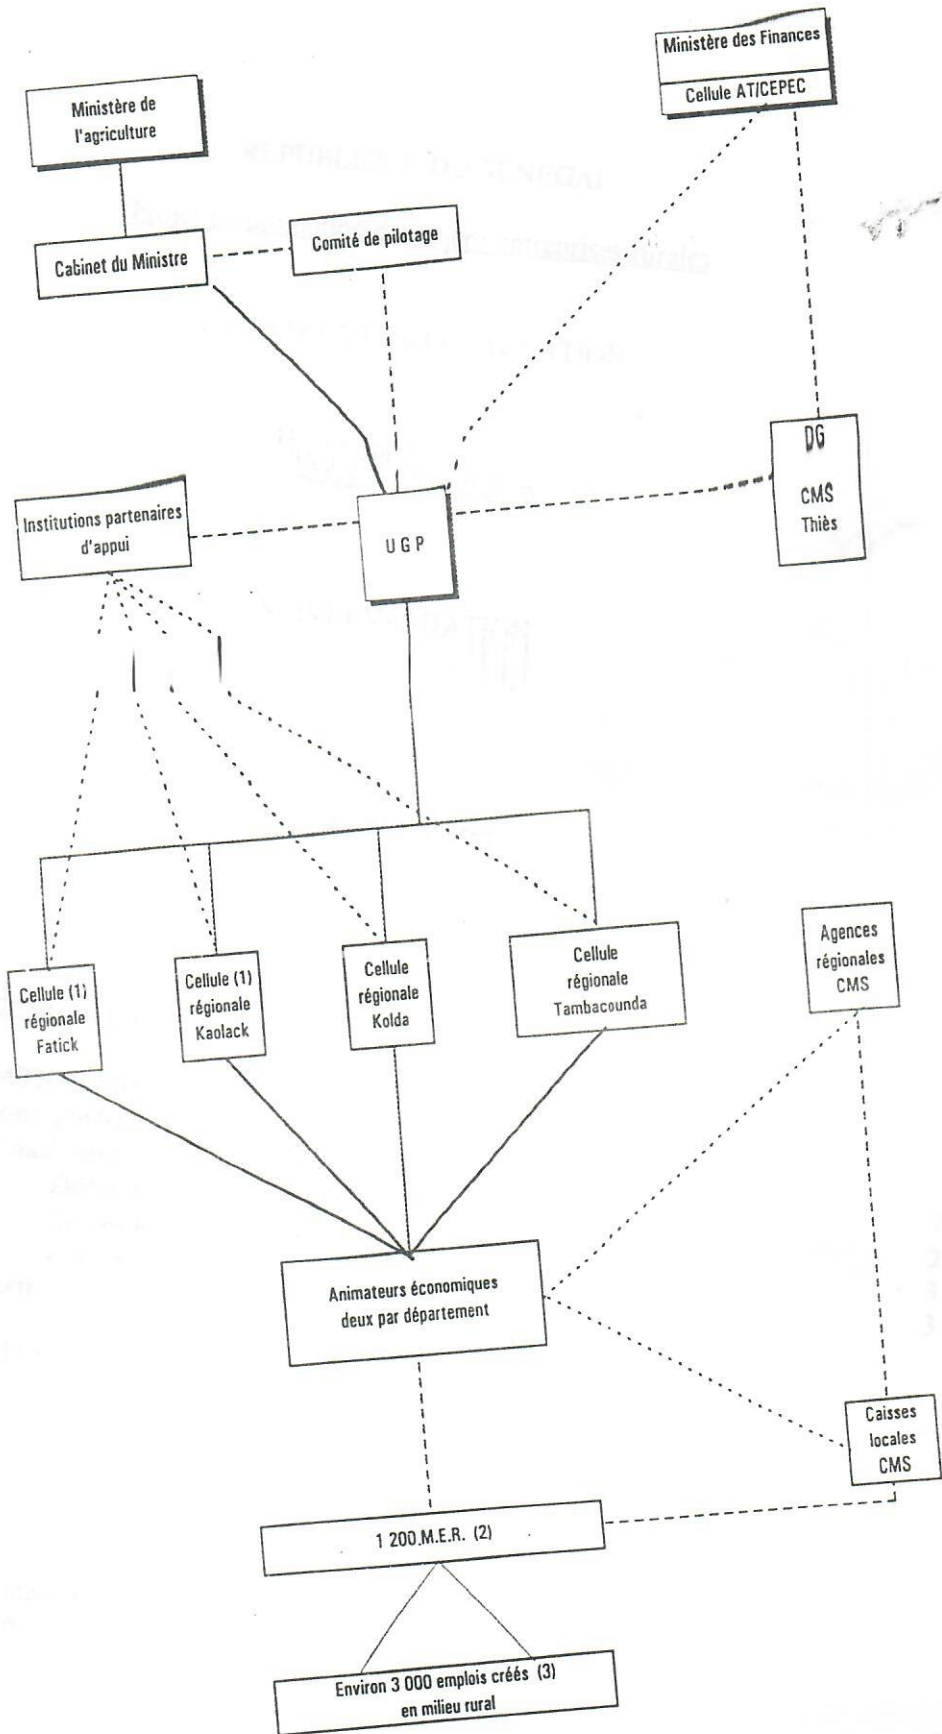 Ministère des Finances
Cellule AT/CEPEC
Ministère de
l'agriculture
REPUBLIQUE DU SENEGAL
Cabinet du Ministre
Comité de pilotage
DG
CMS
Thiès
Institutions partenaires
d'appui
U G P
Cellule (1)
régionale
Fatick
Cellule (1)
régionale
Kaolack
Cellule
régionale
Kolda
Cellule
régionale
Tambacounda
Agences
régionales
CMS
Animateurs économiques
deux par département
Caisses
locales
CMS
1 200 M.E.R. (2)
Environ 3 000 emplois créés (3)
en milieu rural